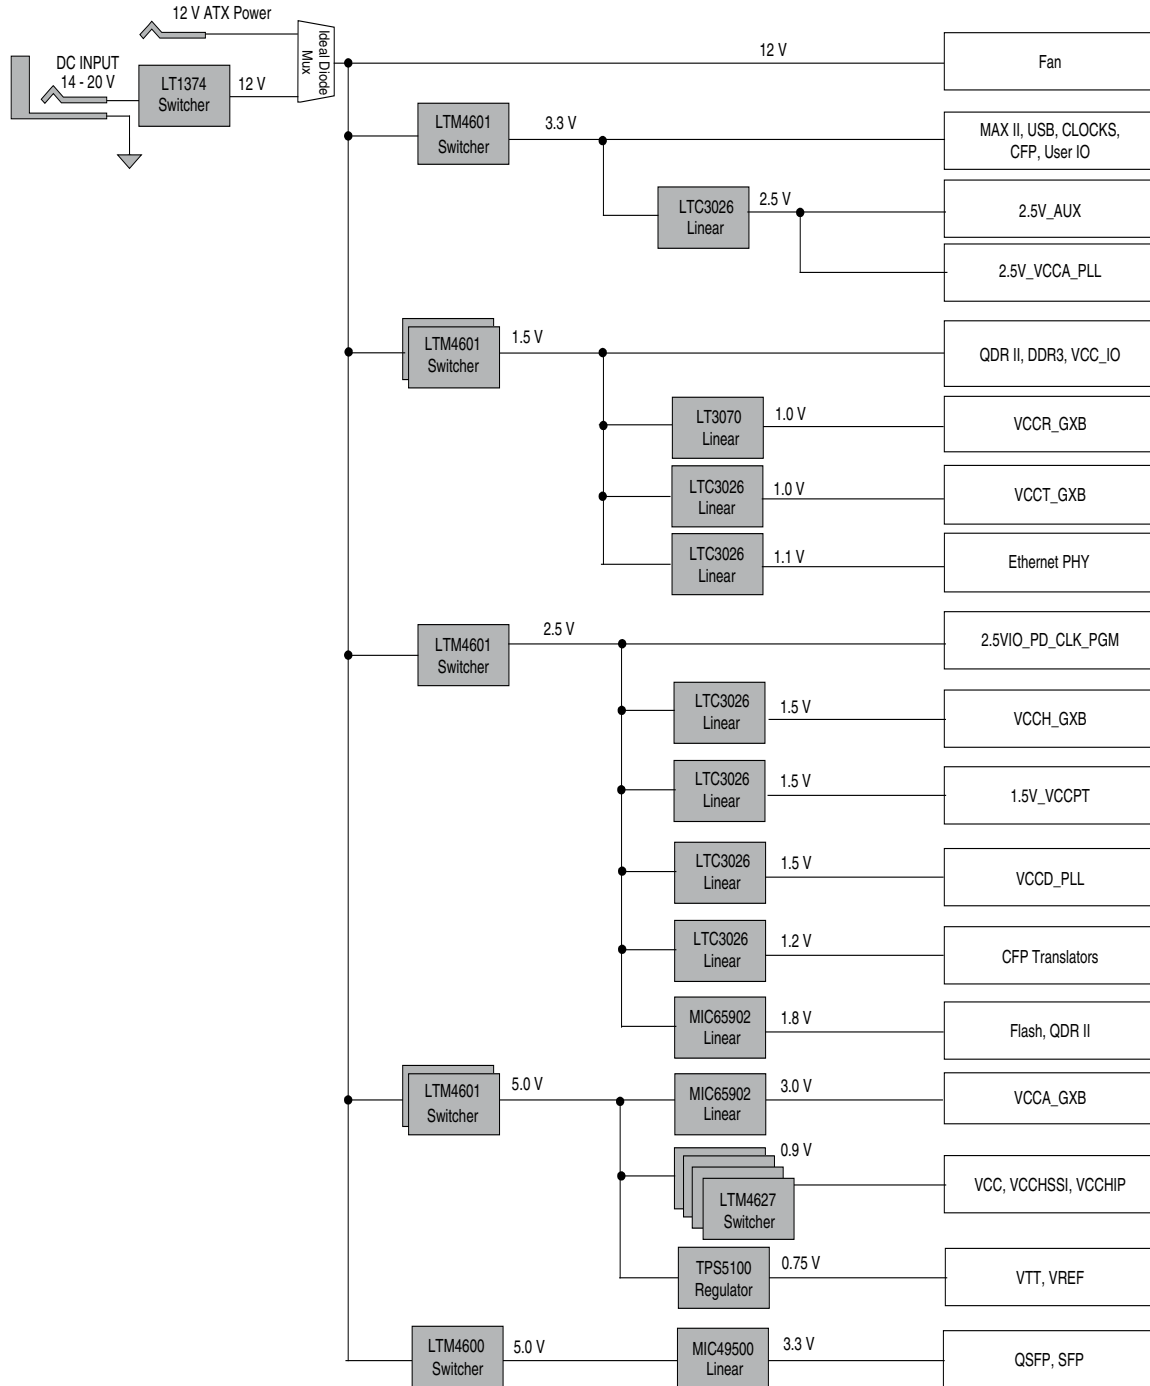 12 V ATX Power
Ideal Diode
Mux
DC INPUT
14 - 20 V
LT1374
Switcher
12 V
12 V
Fan
LTM4601
Switcher
3.3 V
MAX II, USB, CLOCKS,
CFP, User IO
LTC3026
Linear
2.5 V
2.5V_AUX
2.5V_VCCA_PLL
LTM4601
Switcher
1.5 V
QDR II, DDR3, VCC_IO
LT3070
Linear
1.0 V
VCCR_GXB
LTC3026
Linear
1.0 V
VCCT_GXB
LTC3026
Linear
1.1 V
Ethernet PHY
LTM4601
Switcher
2.5 V
2.5VIO_PD_CLK_PGM
LTC3026
Linear
1.5 V
VCCH_GXB
LTC3026
Linear
1.5 V
1.5V_VCCPT
LTC3026
Linear
1.5 V
VCCD_PLL
LTC3026
Linear
1.2 V
CFP Translators
MIC65902
Linear
1.8 V
Flash, QDR II
LTM4601
Switcher
5.0 V
MIC65902
Linear
3.0 V
VCCA_GXB
LTM4627
Switcher
0.9 V
VCC, VCCHSSI, VCCHIP
TPS5100
Regulator
0.75 V
VTT, VREF
LTM4600
Switcher
5.0 V
MIC49500
Linear
3.3 V
QSFP, SFP